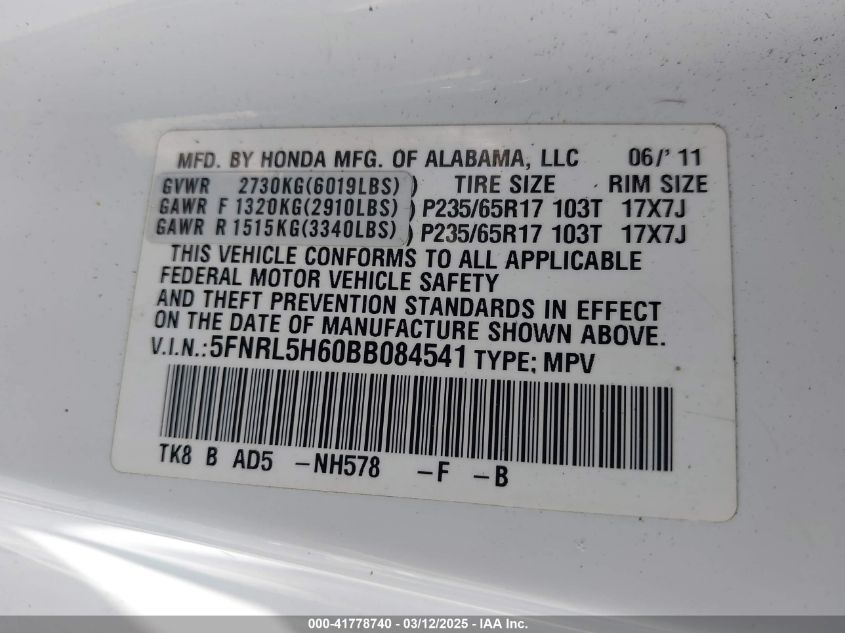 MFD. BY HONDA MFG. OF ALABAMA, LLC 06/'11
GVWR 2730KG(6019LBS) ) TIRE SIZE RIM SIZE
GAWR F 1320KG(2910LBS) ) P235/65R17 103T 17X7J
GAWR R 1515KG(3340LBS) ) P235/65R17 103T 17X7J
THIS VEHICLE CONFORMS TO ALL APPLICABLE
FEDERAL MOTOR VEHICLE SAFETY
AND THEFT PREVENTION STANDARDS IN EFFECT
ON THE DATE OF MANUFACTURE SHOWN ABOVE.
V.I.N.: 5FNRL5H60BB084541 TYPE: MPV
TK8 B AD5 -NH578 -F -B
000-41778740 - 03/12/2025 - IAA Inc.